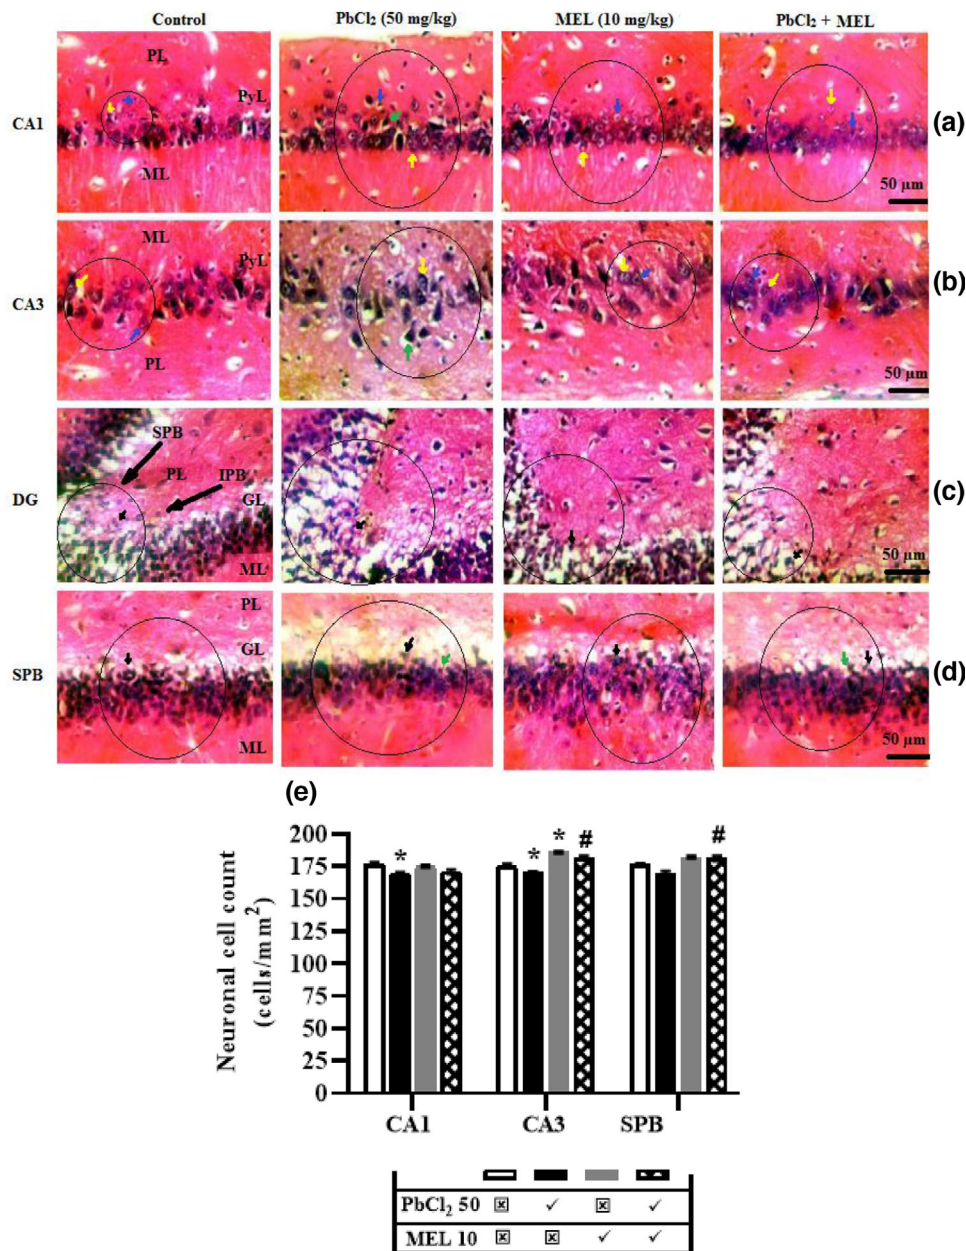 Control PbCl₂ (50 mg/kg) MEL (10 mg/kg) PbCl₂ + MEL
PL
PyL
CA1 (a)
ML
50 µm
ML
PyL
CA3 (b)
PL
50 µm
SPB
PL IPB
DG GL (c)
ML
50 µm
PL
GL
SPB (d)
ML
50 µm
(e)
Neuronal cell count
(cells/mm²)
200
175
150
125
100
75
50
25
0
* * * # #
CA1 CA3 SPB
PbCl₂ 50 ☒ ✓ ☒ ✓
MEL 10 ☒ ☒ ✓ ✓